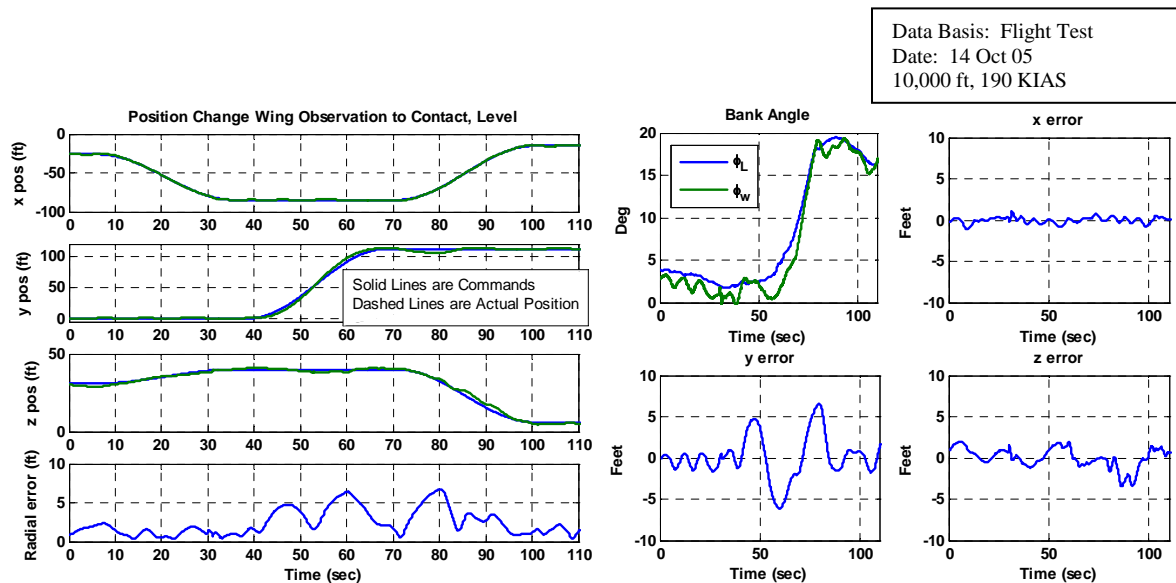 Data Basis: Flight Test
Date: 14 Oct 05
10,000 ft, 190 KIAS
Position Change Wing Observation to Contact, Level
x pos (ft)
0
-50
-100
0 10 20 30 40 50 60 70 80 90 100 110
y pos (ft)
100
50
0
0 10 20 30 40 50 60 70 80 90 100 110
Solid Lines are Commands
Dashed Lines are Actual Position
z pos (ft)
50
0
0 10 20 30 40 50 60 70 80 90 100 110
Radial error (ft)
10
5
0
0 10 20 30 40 50 60 70 80 90 100 110
Time (sec)
Bank Angle
Deg
20
15
10
5
0
ϕL
ϕw
0 50 100
Time (sec)
x error
Feet
10
5
0
-5
-10
0 50 100
Time (sec)
y error
Feet
10
5
0
-5
-10
0 50 100
Time (sec)
z error
Feet
10
5
0
-5
-10
0 50 100
Time (sec)